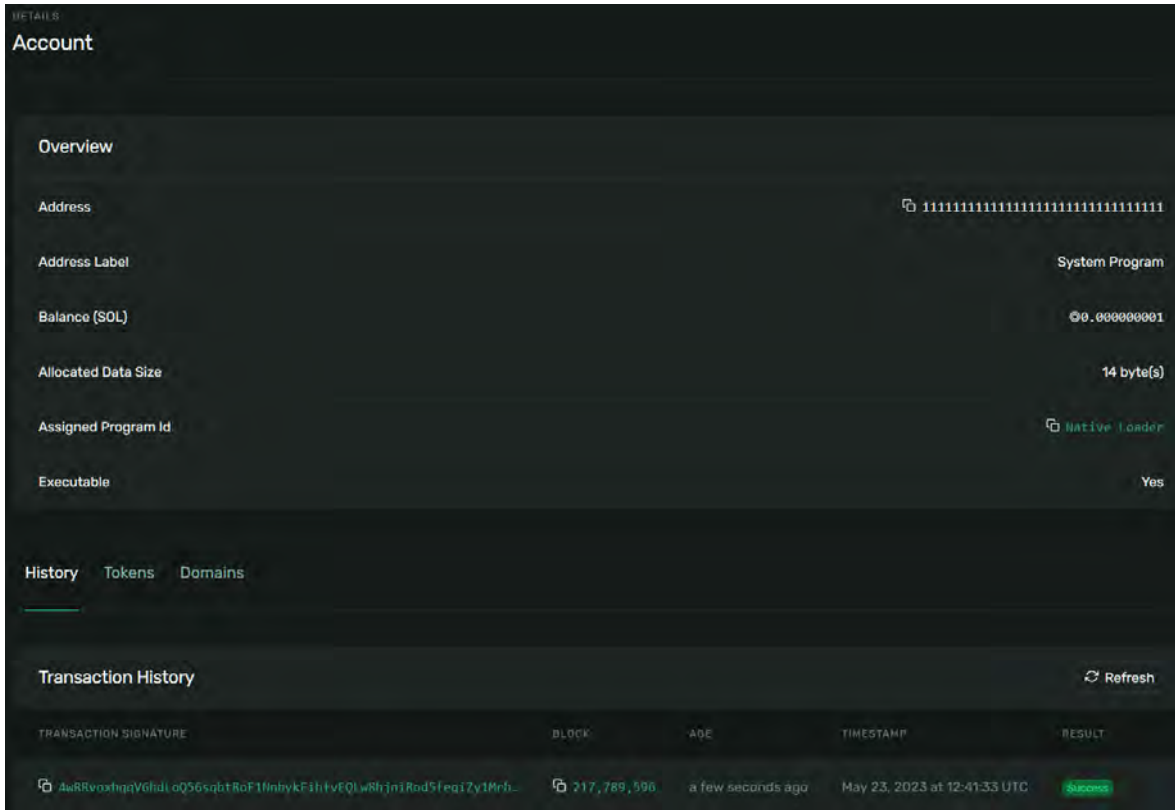 DETAILS
Account
Overview
Address 11111111111111111111111111111111
Address Label System Program
Balance (SOL) ◎0.000000001
Allocated Data Size 14 byte(s)
Assigned Program Id Native Loader
Executable Yes
History Tokens Domains
Transaction History Refresh
TRANSACTION SIGNATURE BLOCK AGE TIMESTAMP RESULT
217,789,596 a few seconds ago May 23, 2023 at 12:41:33 UTC Success